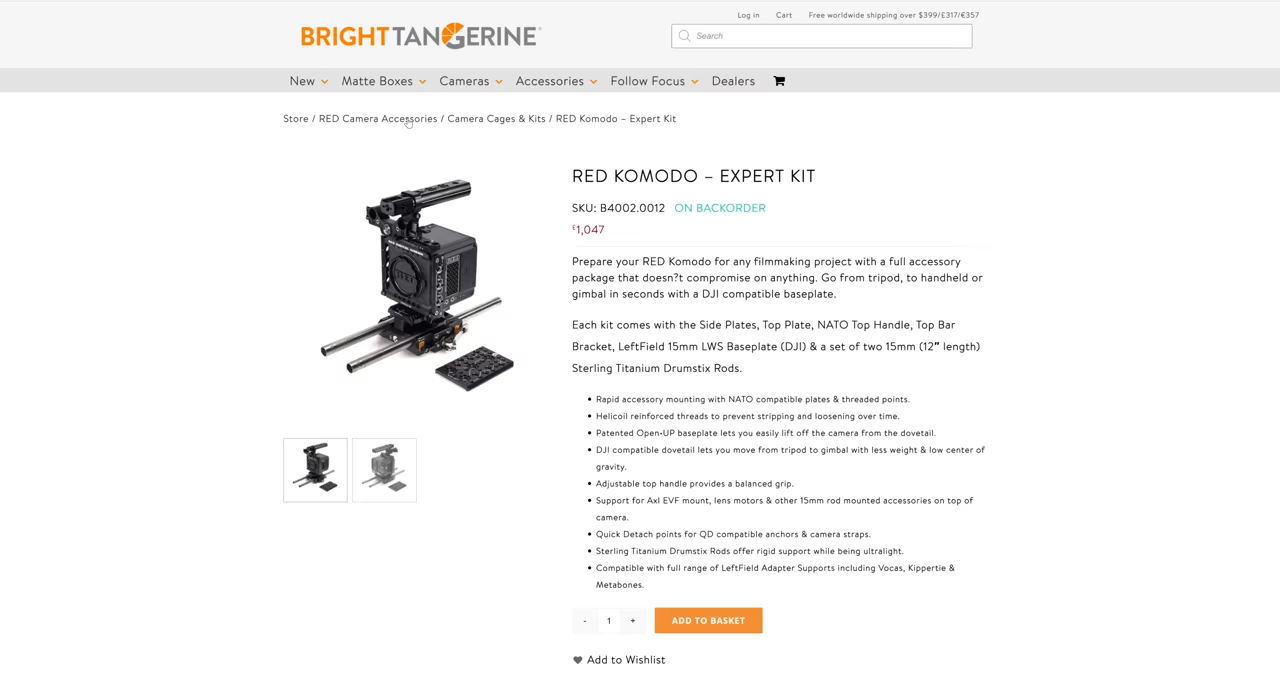 Log in Cart Free worldwide shipping over $399/£317/€357
BRIGHTTANGERINE®
Search
New Matte Boxes Cameras Accessories Follow Focus Dealers
Store / RED Camera Accessories / Camera Cages & Kits / RED Komodo – Expert Kit
RED KOMODO – EXPERT KIT
SKU: B4002.0012 ON BACKORDER
£1,047
Prepare your RED Komodo for any filmmaking project with a full accessory
package that doesn?t compromise on anything. Go from tripod, to handheld or
gimbal in seconds with a DJI compatible baseplate.
Each kit comes with the Side Plates, Top Plate, NATO Top Handle, Top Bar
Bracket, LeftField 15mm LWS Baseplate (DJI) & a set of two 15mm (12″ length)
Sterling Titanium Drumstix Rods.
• Rapid accessory mounting with NATO compatible plates & threaded points.
• Helicoil reinforced threads to prevent stripping and loosening over time.
• Patented Open-UP baseplate lets you easily lift off the camera from the dovetail.
• DJI compatible dovetail lets you move from tripod to gimbal with less weight & low center of
gravity.
• Adjustable top handle provides a balanced grip.
• Support for Axl EVF mount, lens motors & other 15mm rod mounted accessories on top of
camera.
• Quick Detach points for QD compatible anchors & camera straps.
• Sterling Titanium Drumstix Rods offer rigid support while being ultralight.
• Compatible with full range of LeftField Adapter Supports including Vocas, Kippertie &
Metabones.
- 1 + ADD TO BASKET
Add to Wishlist